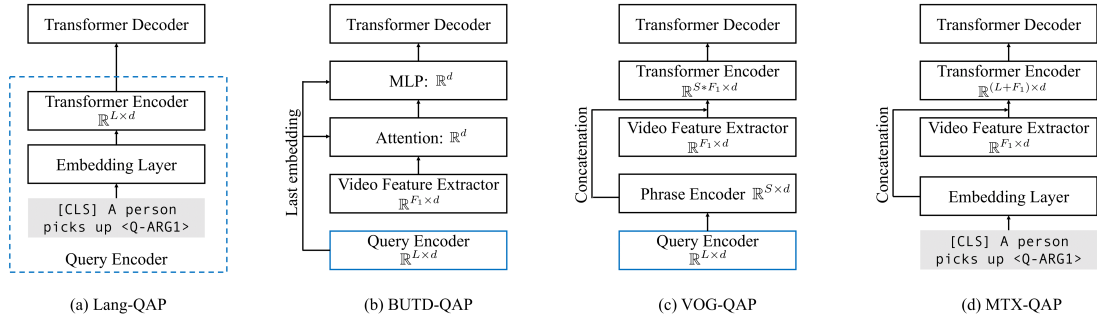 Transformer Decoder
Transformer Encoder
ℝ^{L×d}
Embedding Layer
[CLS] A person
picks up <Q-ARG1>
Query Encoder
(a) Lang-QAP
Transformer Decoder
MLP: ℝ^d
Attention: ℝ^d
Video Feature Extractor
ℝ^{F₁×d}
Query Encoder
ℝ^{L×d}
Last embedding
(b) BUTD-QAP
Transformer Decoder
Transformer Encoder
ℝ^{S*F₁×d}
Video Feature Extractor
ℝ^{F₁×d}
Phrase Encoder ℝ^{S×d}
Query Encoder
ℝ^{L×d}
Concatenation
(c) VOG-QAP
Transformer Decoder
Transformer Encoder
ℝ^{(L+F₁)×d}
Video Feature Extractor
ℝ^{F₁×d}
Embedding Layer
[CLS] A person
picks up <Q-ARG1>
Concatenation
(d) MTX-QAP